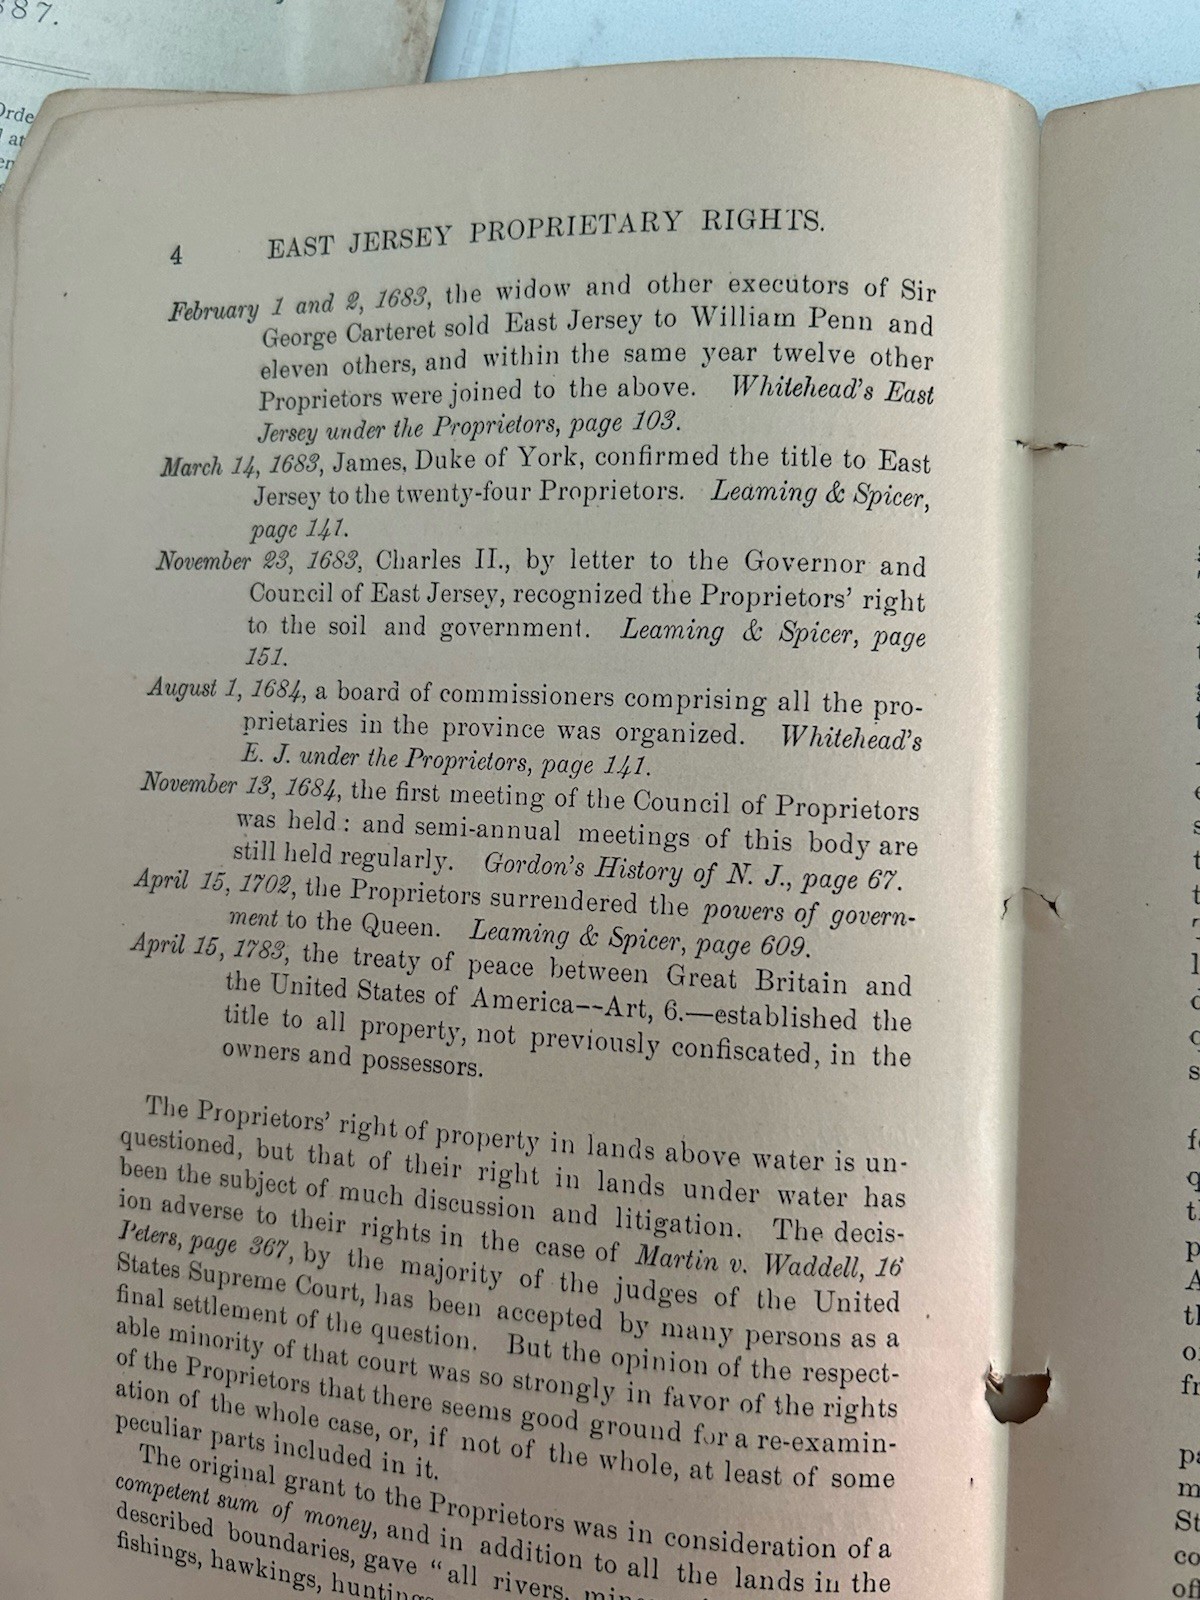 87.
Orde
at
4 EAST JERSEY PROPRIETARY RIGHTS.
February 1 and 2, 1683, the widow and other executors of Sir
George Carteret sold East Jersey to William Penn and
eleven others, and within the same year twelve other
Proprietors were joined to the above. Whitehead's East
Jersey under the Proprietors, page 103.
March 14, 1683, James, Duke of York, confirmed the title to East
Jersey to the twenty-four Proprietors. Leaming & Spicer,
page 141.
November 23, 1683, Charles II., by letter to the Governor and
Council of East Jersey, recognized the Proprietors' right
to the soil and government. Leaming & Spicer, page
151.
August 1, 1684, a board of commissioners comprising all the pro-
prietaries in the province was organized. Whitehead's
E. J. under the Proprietors, page 141.
November 13, 1684, the first meeting of the Council of Proprietors
was held: and semi-annual meetings of this body are
still held regularly. Gordon's History of N. J., page 67.
April 15, 1702, the Proprietors surrendered the powers of govern-
ment to the Queen. Leaming & Spicer, page 609.
April 15, 1783, the treaty of peace between Great Britain and
the United States of America--Art, 6.—established the
title to all property, not previously confiscated, in the
owners and possessors.
The Proprietors' right of property in lands above water is un-
questioned, but that of their right in lands under water has
been the subject of much discussion and litigation. The decis-
ion adverse to their rights in the case of Martin v. Waddell, 16
Peters, page 367, by the majority of the judges of the United
States Supreme Court, has been accepted by many persons as a
final settlement of the question. But the opinion of the respect-
able minority of that court was so strongly in favor of the rights
of the Proprietors that there seems good ground for a re-examin-
ation of the whole case, or, if not of the whole, at least of some
peculiar parts included in it.
The original grant to the Proprietors was in consideration of a
competent sum of money, and in addition to all the lands in the
described boundaries, gave "all rivers,
fishings, hawkings,